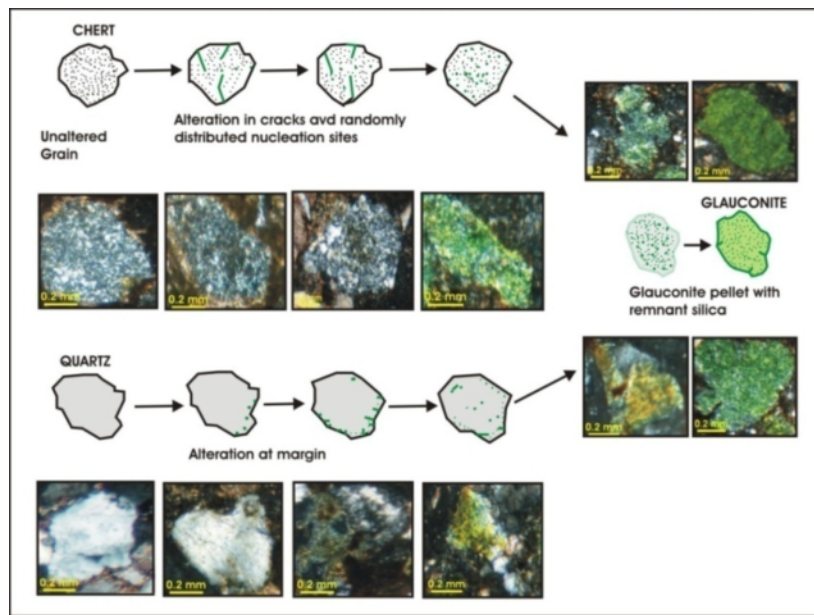 CHERT
Unaltered
Grain
Alteration in cracks avd randomly
distributed nucleation sites
0.2 mm
0.2 mm
GLAUCONITE
Glauconite pellet with
remnant silica
0.2 mm
0.2 mm
0.2 mm
0.2 mm
QUARTZ
0.2 mm
0.2 mm
Alteration at margin
0.2 mm
0.2 mm
0.2 mm
0.2 mm